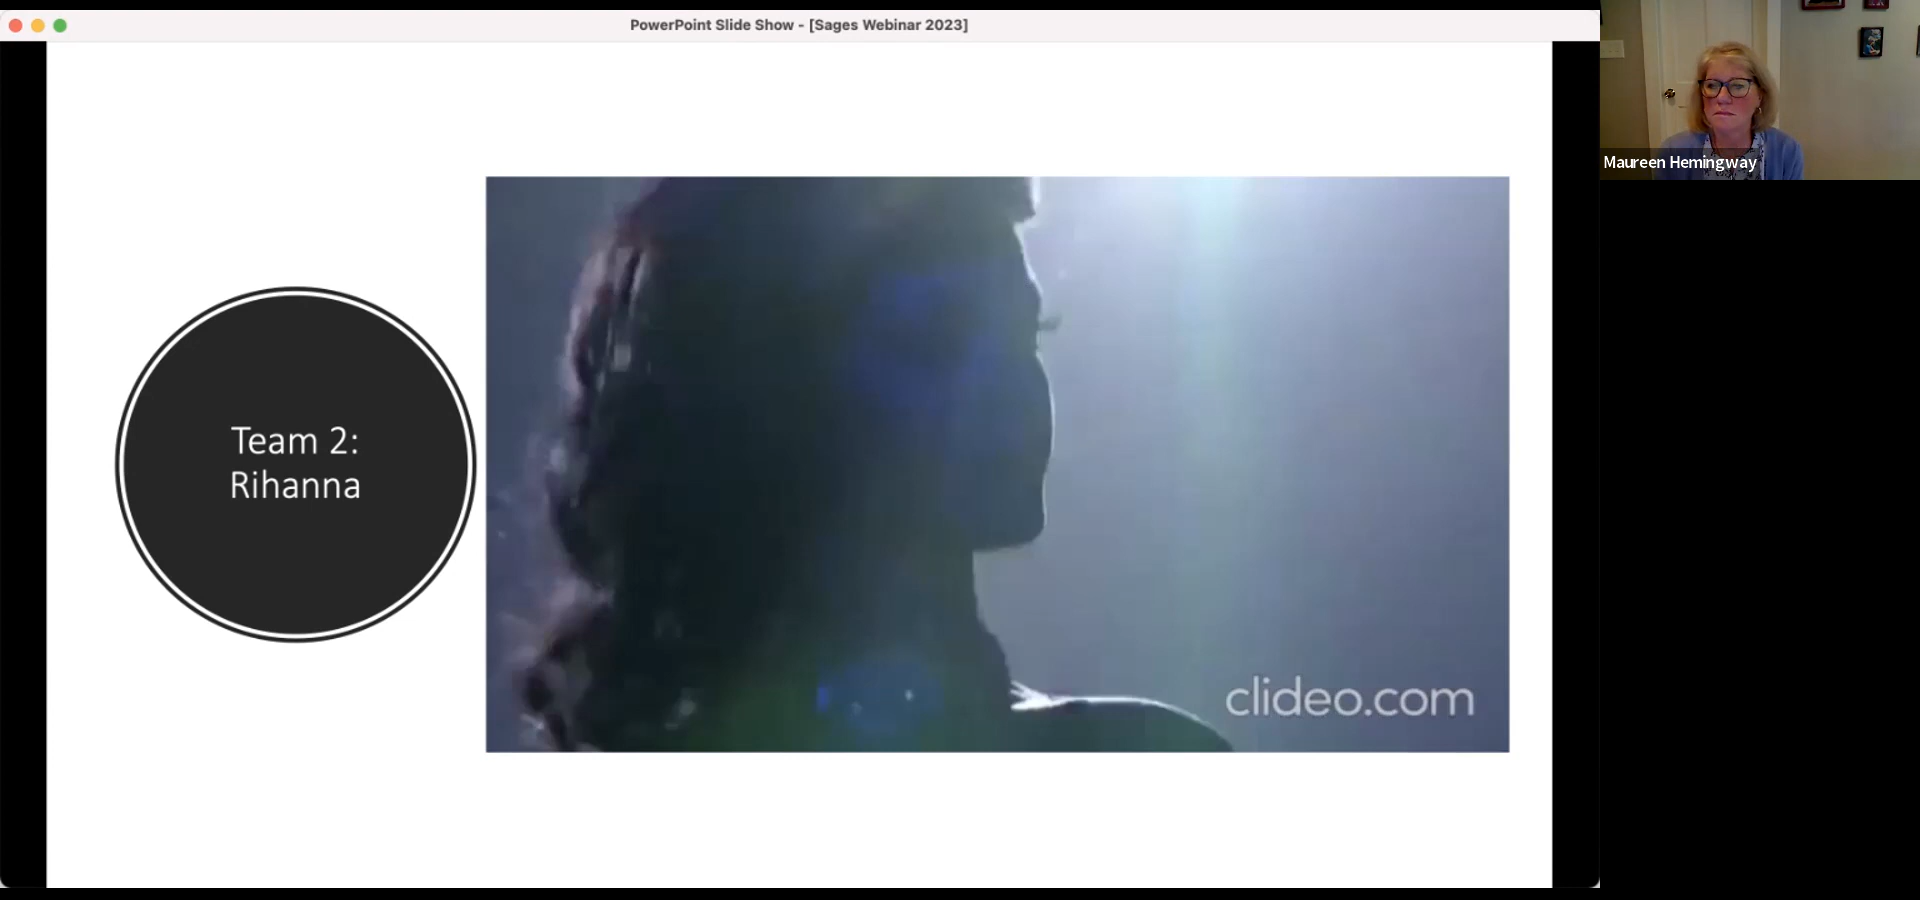 PowerPoint Slide Show - [Sages Webinar 2023]
Maureen Hemingway
Team 2:
Rihanna
clideo.com